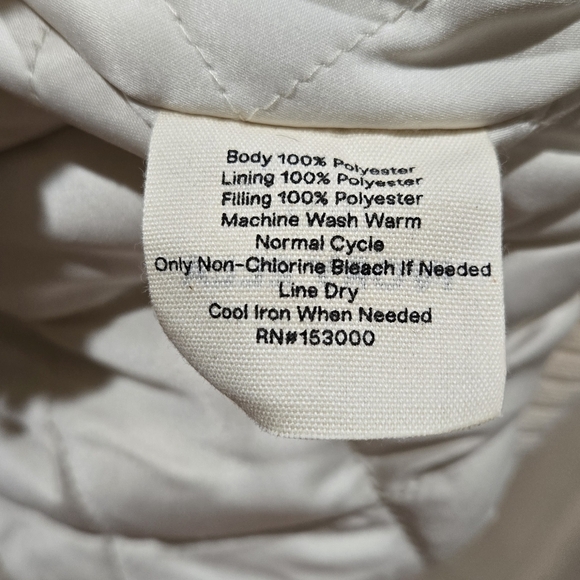 Body 100% Polyester
Lining 100% Polyester
Filling 100% Polyester
Machine Wash Warm
Normal Cycle
Only Non-Chlorine Bleach If Needed
Line Dry
Cool Iron When Needed
RN#153000